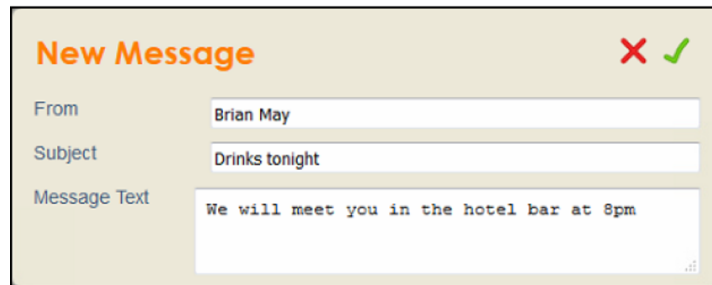 New Message
From
Brian May
Subject
Drinks tonight
Message Text
We will meet you in the hotel bar at 8pm